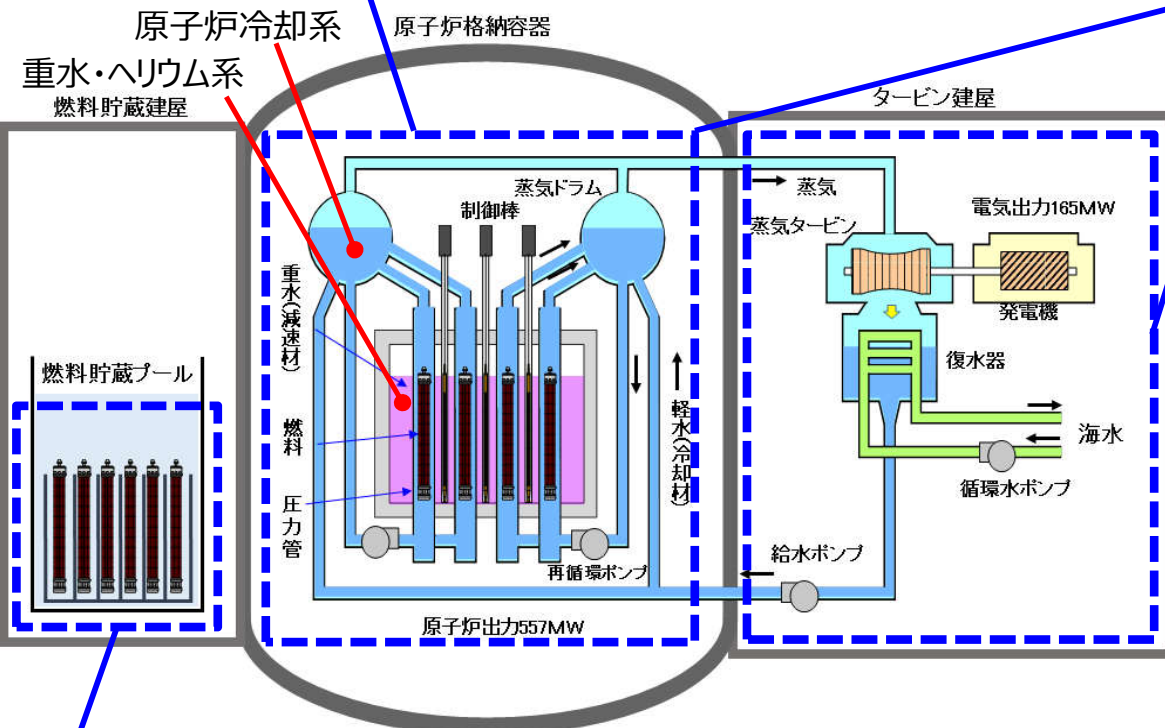 原子炉冷却系
原子炉格納容器
重水・ヘリウム系
燃料貯蔵建屋
タービン建屋
蒸気ドラム
蒸気
制御棒
電気出力165MW
蒸気タービン
重水(減速材)
発電機
復水器
燃料貯蔵プール
燃料
軽水(冷却材)
海水
循環水ポンプ
圧力管
給水ポンプ
再循環ポンプ
原子炉出力557MW